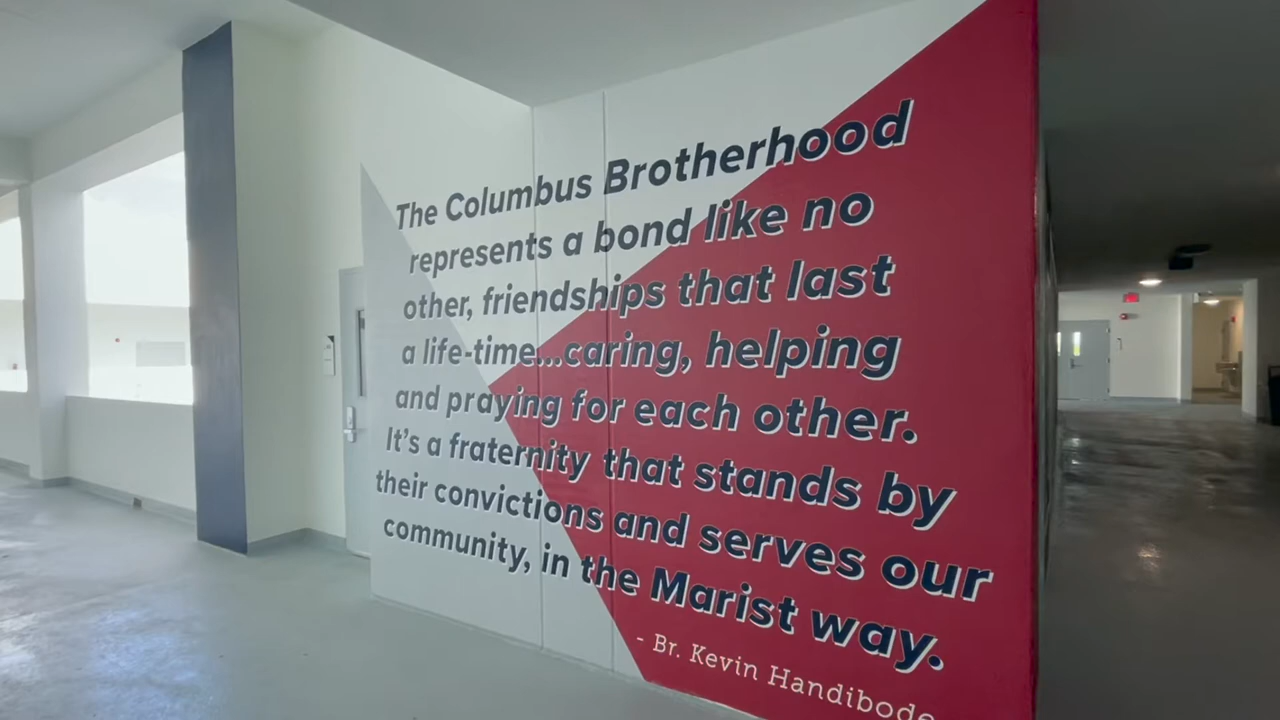 The Columbus Brotherhood
represents a bond like no
other, friendships that last
a life-time...caring, helping
and praying for each other.
It's a fraternity that stands by
their convictions and serves our
community, in the Marist way.
- Br. Kevin Handibode